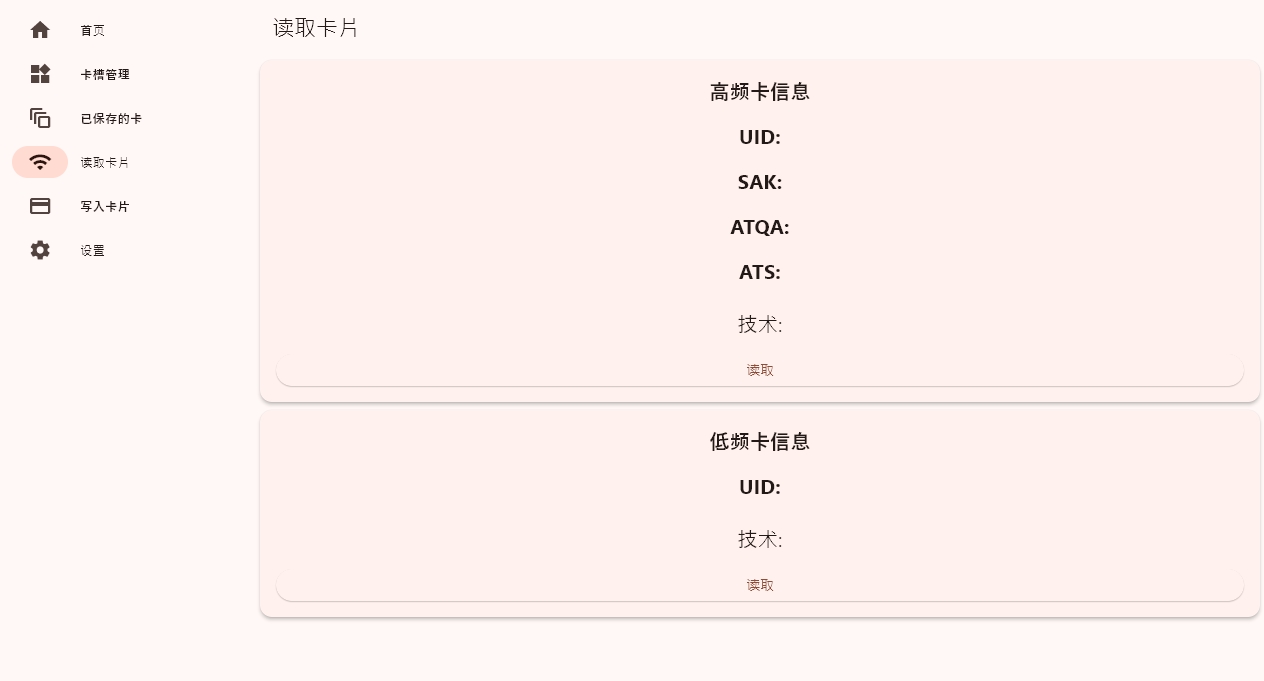 首页
卡槽管理
已保存的卡
读取卡片
写入卡片
设置
读取卡片
高频卡信息
UID:
SAK:
ATQA:
ATS:
技术:
读取
低频卡信息
UID:
技术:
读取